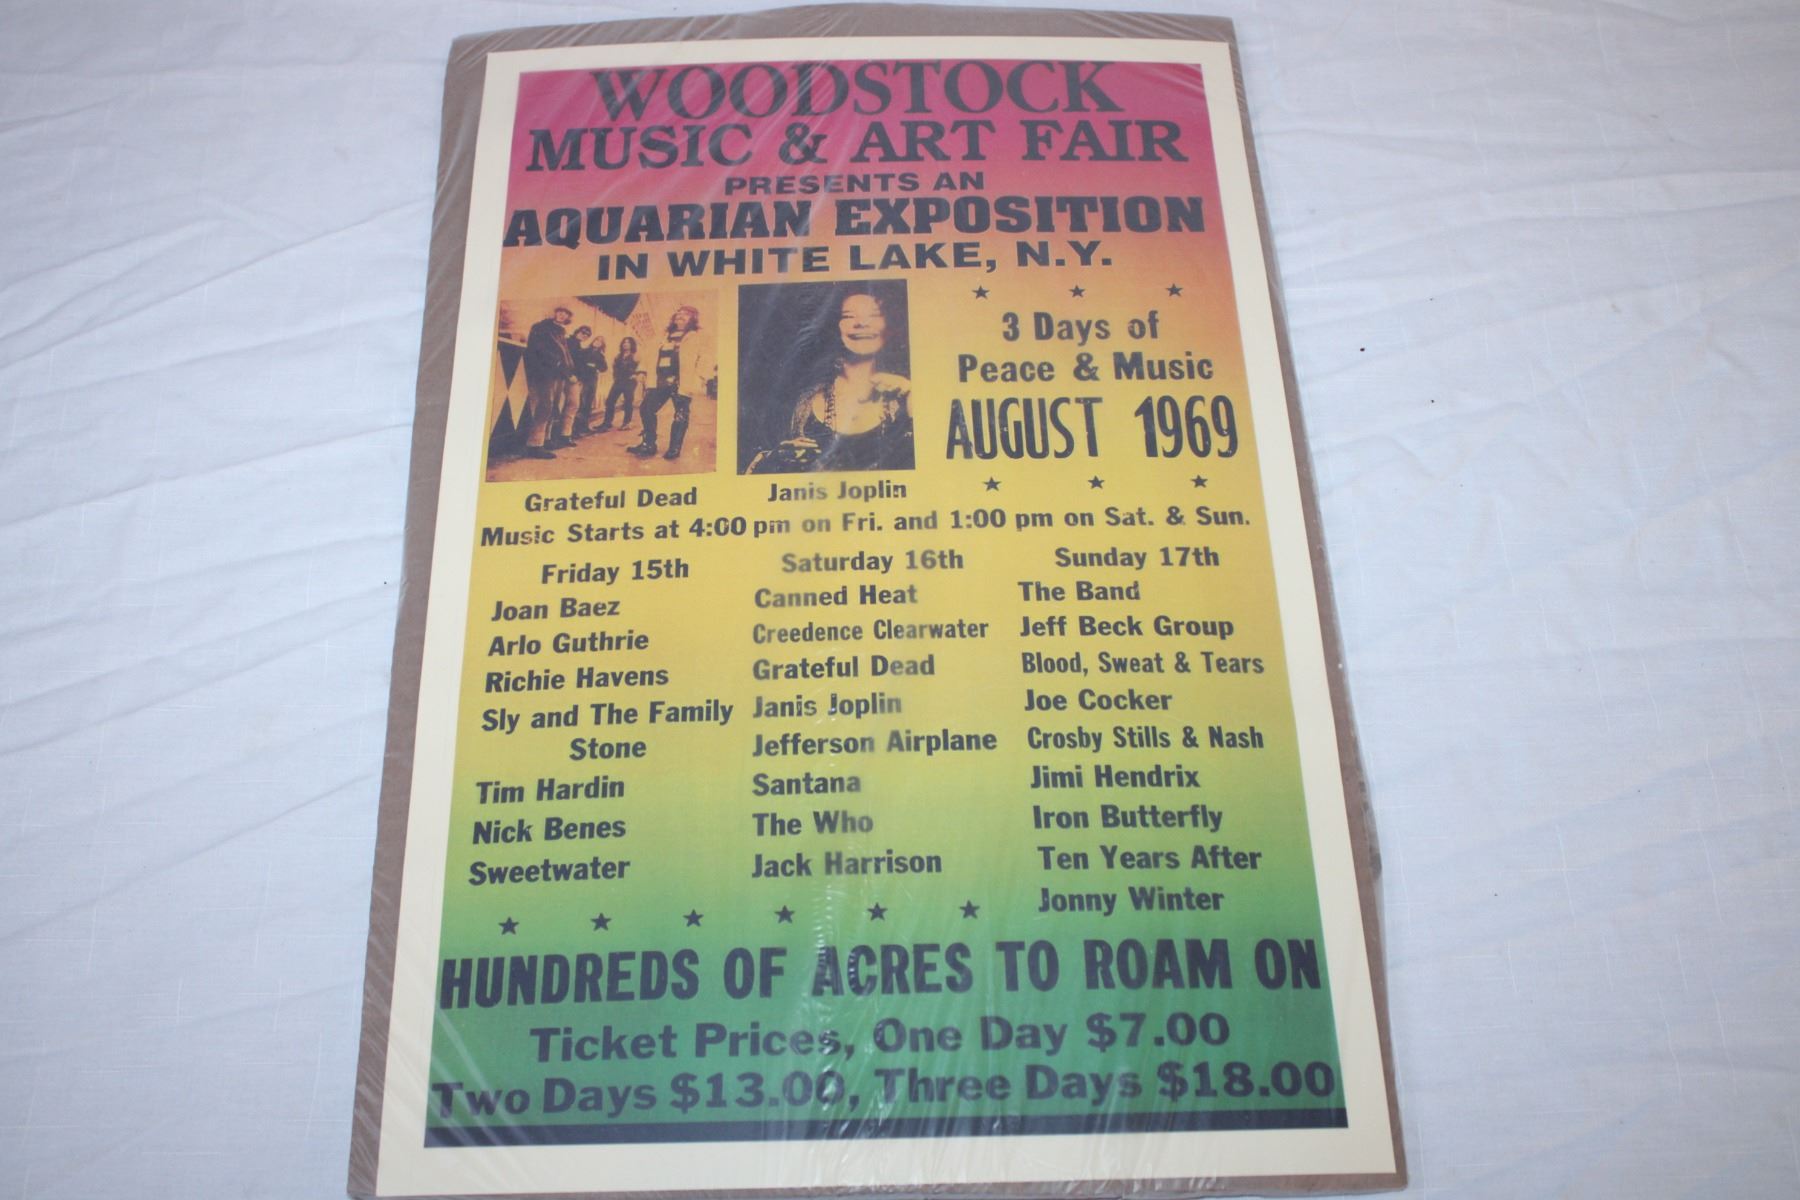 WOODSTOCK
MUSIC & ART FAIR
PRESENTS AN
AQUARIAN EXPOSITION
IN WHITE LAKE, N.Y.
3 Days of
Peace & Music
AUGUST 1969
Grateful Dead
Janis Joplin
Music Starts at 4:00 pm on Fri. and 1:00 pm on Sat. & Sun.
Friday 15th
Joan Baez
Arlo Guthrie
Richie Havens
Sly and The Family
Stone
Tim Hardin
Nick Benes
Sweetwater
Saturday 16th
Canned Heat
Creedence Clearwater
Grateful Dead
Janis Joplin
Jefferson Airplane
Santana
The Who
Jack Harrison
Sunday 17th
The Band
Jeff Beck Group
Blood, Sweat & Tears
Joe Cocker
Crosby Stills & Nash
Jimi Hendrix
Iron Butterfly
Ten Years After
Jonny Winter
HUNDREDS OF ACRES TO ROAM ON
Ticket Prices, One Day $7.00
Two Days $13.00, Three Days $18.00